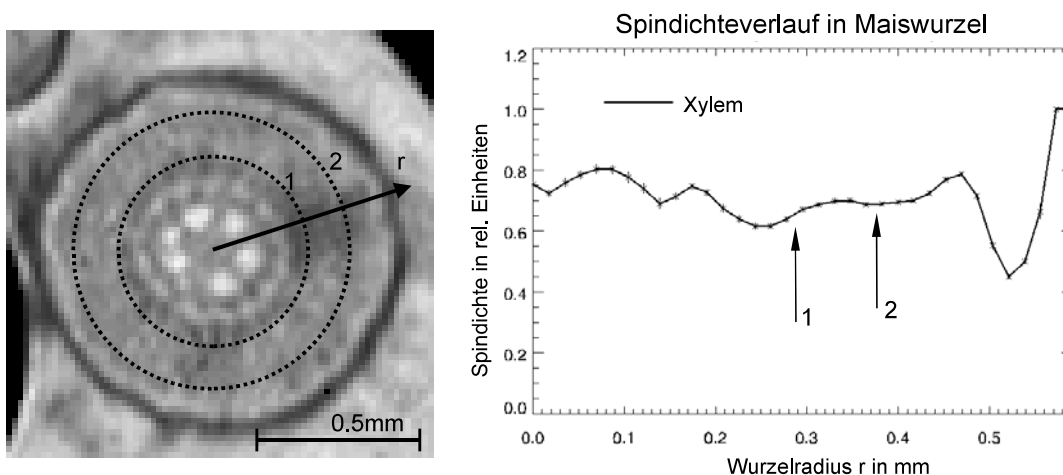 1
2
r
0.5mm
Spindichteverlauf in Maiswurzel
Spindichte in rel. Einheiten
1.2
1.0
0.8
0.6
0.4
0.2
0.0
Xylem
1
2
0.0 0.1 0.2 0.3 0.4 0.5
Wurzelradius r in mm